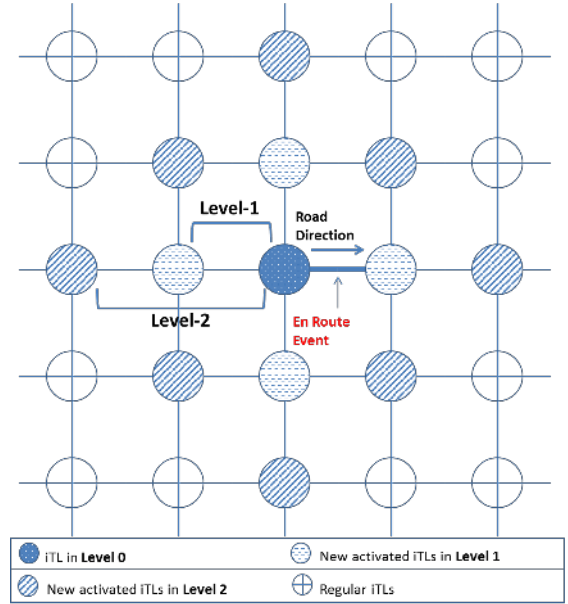 Level-1
Road
Direction
Level-2
En Route
Event
iTL in Level 0
New activated iTLs in Level 1
New activated iTLs in Level 2
Regular iTLs